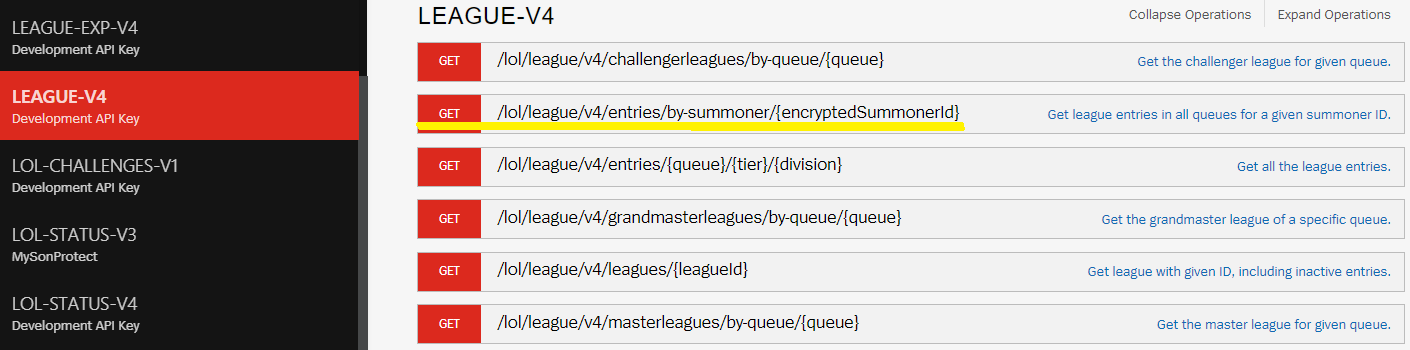 LEAGUE-EXP-V4
Development API Key
LEAGUE-V4
Development API Key
LOL-CHALLENGES-V1
Development API Key
LOL-STATUS-V3
MySonProtect
LOL-STATUS-V4
Development API Key
LEAGUE-V4
Collapse Operations Expand Operations
GET /lol/league/v4/challengerleagues/by-queue/{queue} Get the challenger league for given queue.
GET /lol/league/v4/entries/by-summoner/{encryptedSummonerId} Get league entries in all queues for a given summoner ID.
GET /lol/league/v4/entries/{queue}/{tier}/{division} Get all the league entries.
GET /lol/league/v4/grandmasterleagues/by-queue/{queue} Get the grandmaster league of a specific queue.
GET /lol/league/v4/leagues/{leagueId} Get league with given ID, including inactive entries.
GET /lol/league/v4/masterleagues/by-queue/{queue} Get the master league for given queue.